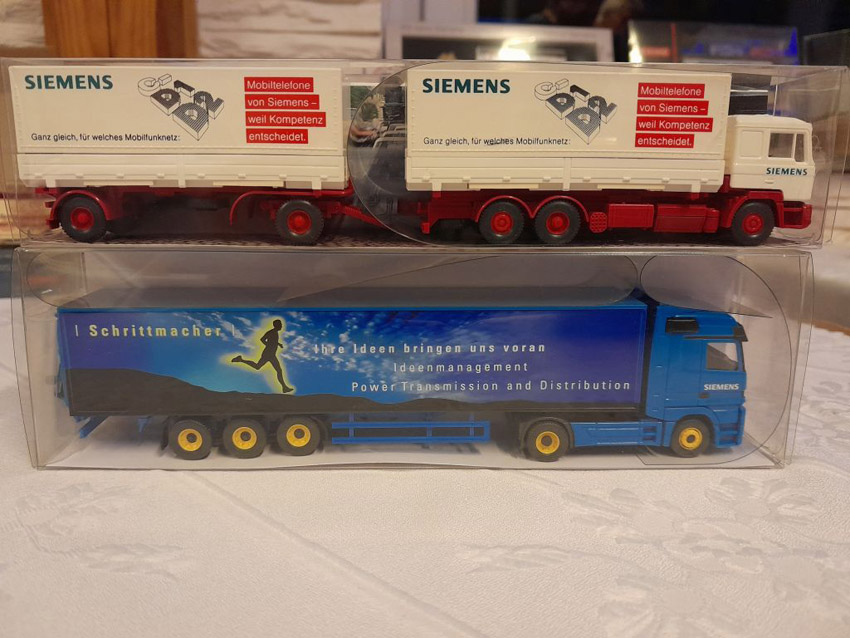 SIEMENS
Mobiltelefone
von Siemens –
weil Kompetenz
entscheidet.
Ganz gleich, für welches Mobilfunknetz:
SIEMENS
Mobiltelefone
von Siemens –
weil Kompetenz
entscheidet.
Ganz gleich, für welches Mobilfunknetz:
SIEMENS
| Schrittmacher |
Ihre Ideen bringen uns voran
Ideenmanagement
Power Transmission and Distribution
SIEMENS